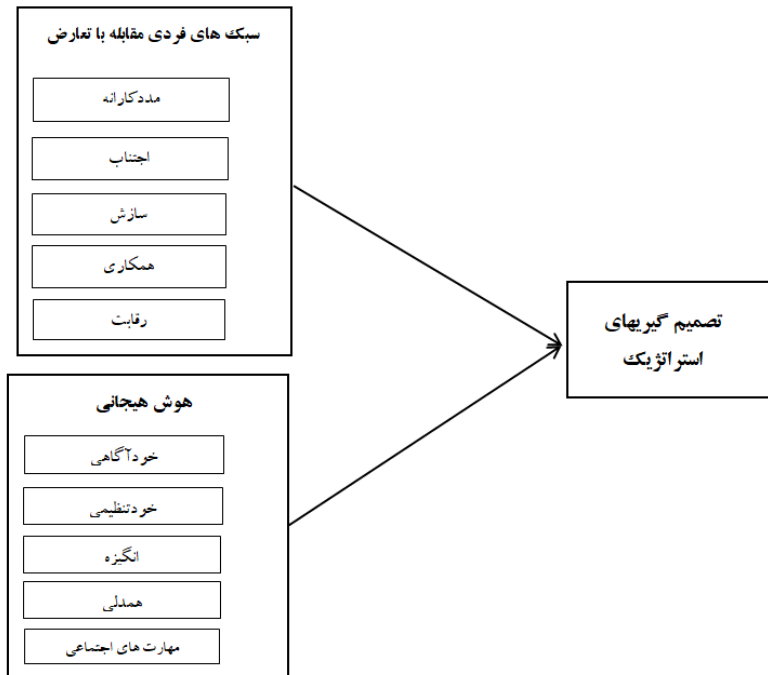 سبک های فردی مقابله با تعارض
مددکارانه
اجتناب
سازش
همکاری
رقابت
هوش هیجانی
خودآگاهی
خودتنظیمی
انگیزه
همدلی
مهارت های اجتماعی
تصمیم گیریهای
استراتژیک